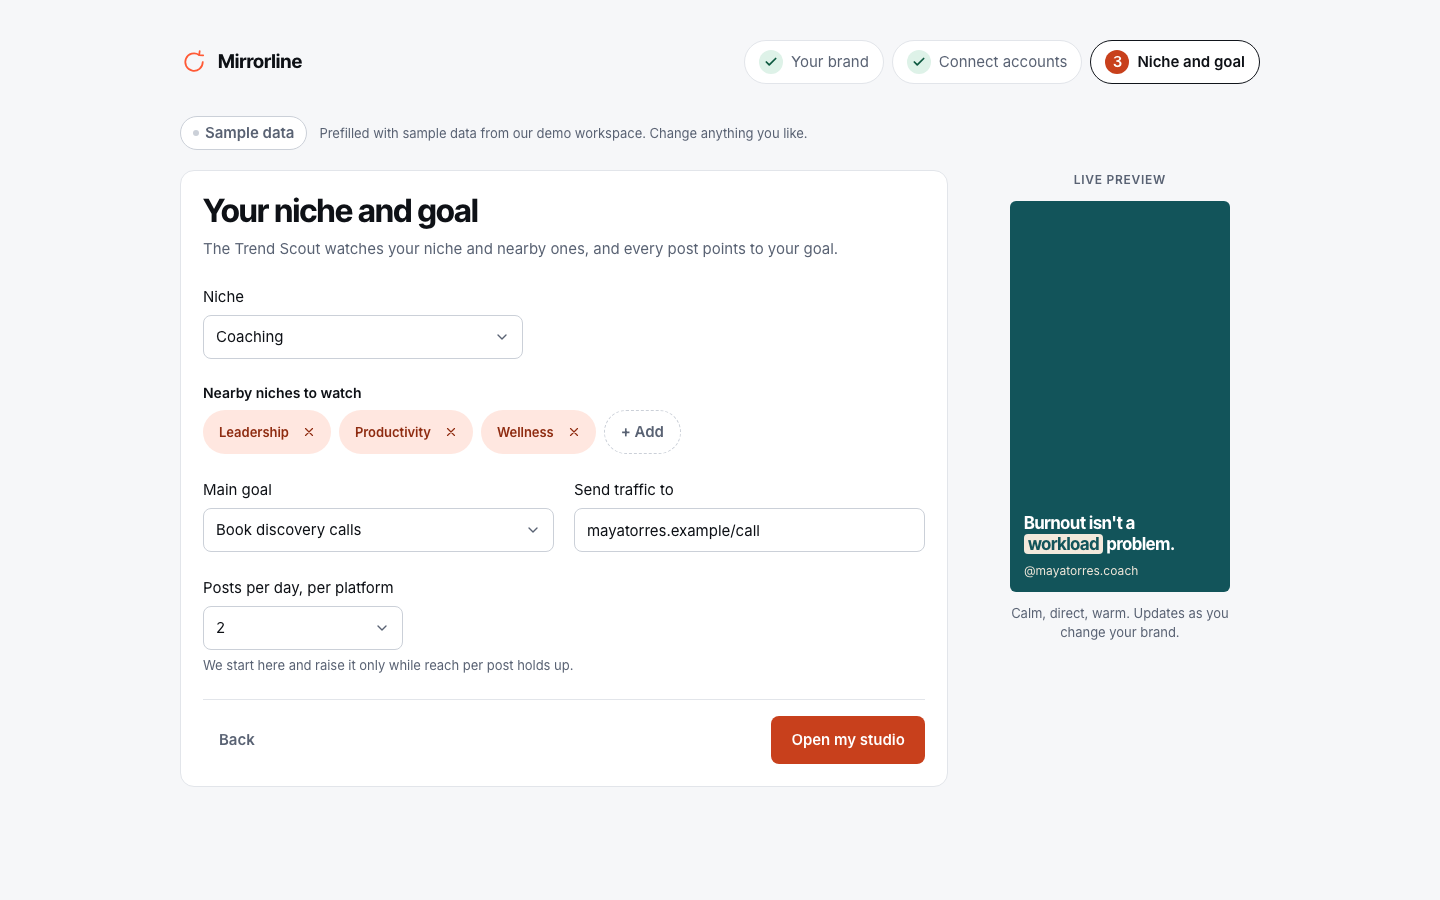 Mirrorline
Your brand
Connect accounts
3 Niche and goal
Sample data
Prefilled with sample data from our demo workspace. Change anything you like.
Your niche and goal
The Trend Scout watches your niche and nearby ones, and every post points to your goal.
Niche
Coaching
Nearby niches to watch
Leadership
Productivity
Wellness
+ Add
Main goal
Book discovery calls
Send traffic to
mayatorres.example/call
Posts per day, per platform
2
We start here and raise it only while reach per post holds up.
Back
Open my studio
LIVE PREVIEW
Burnout isn't a
workload problem.
@mayatorres.coach
Calm, direct, warm. Updates as you
change your brand.